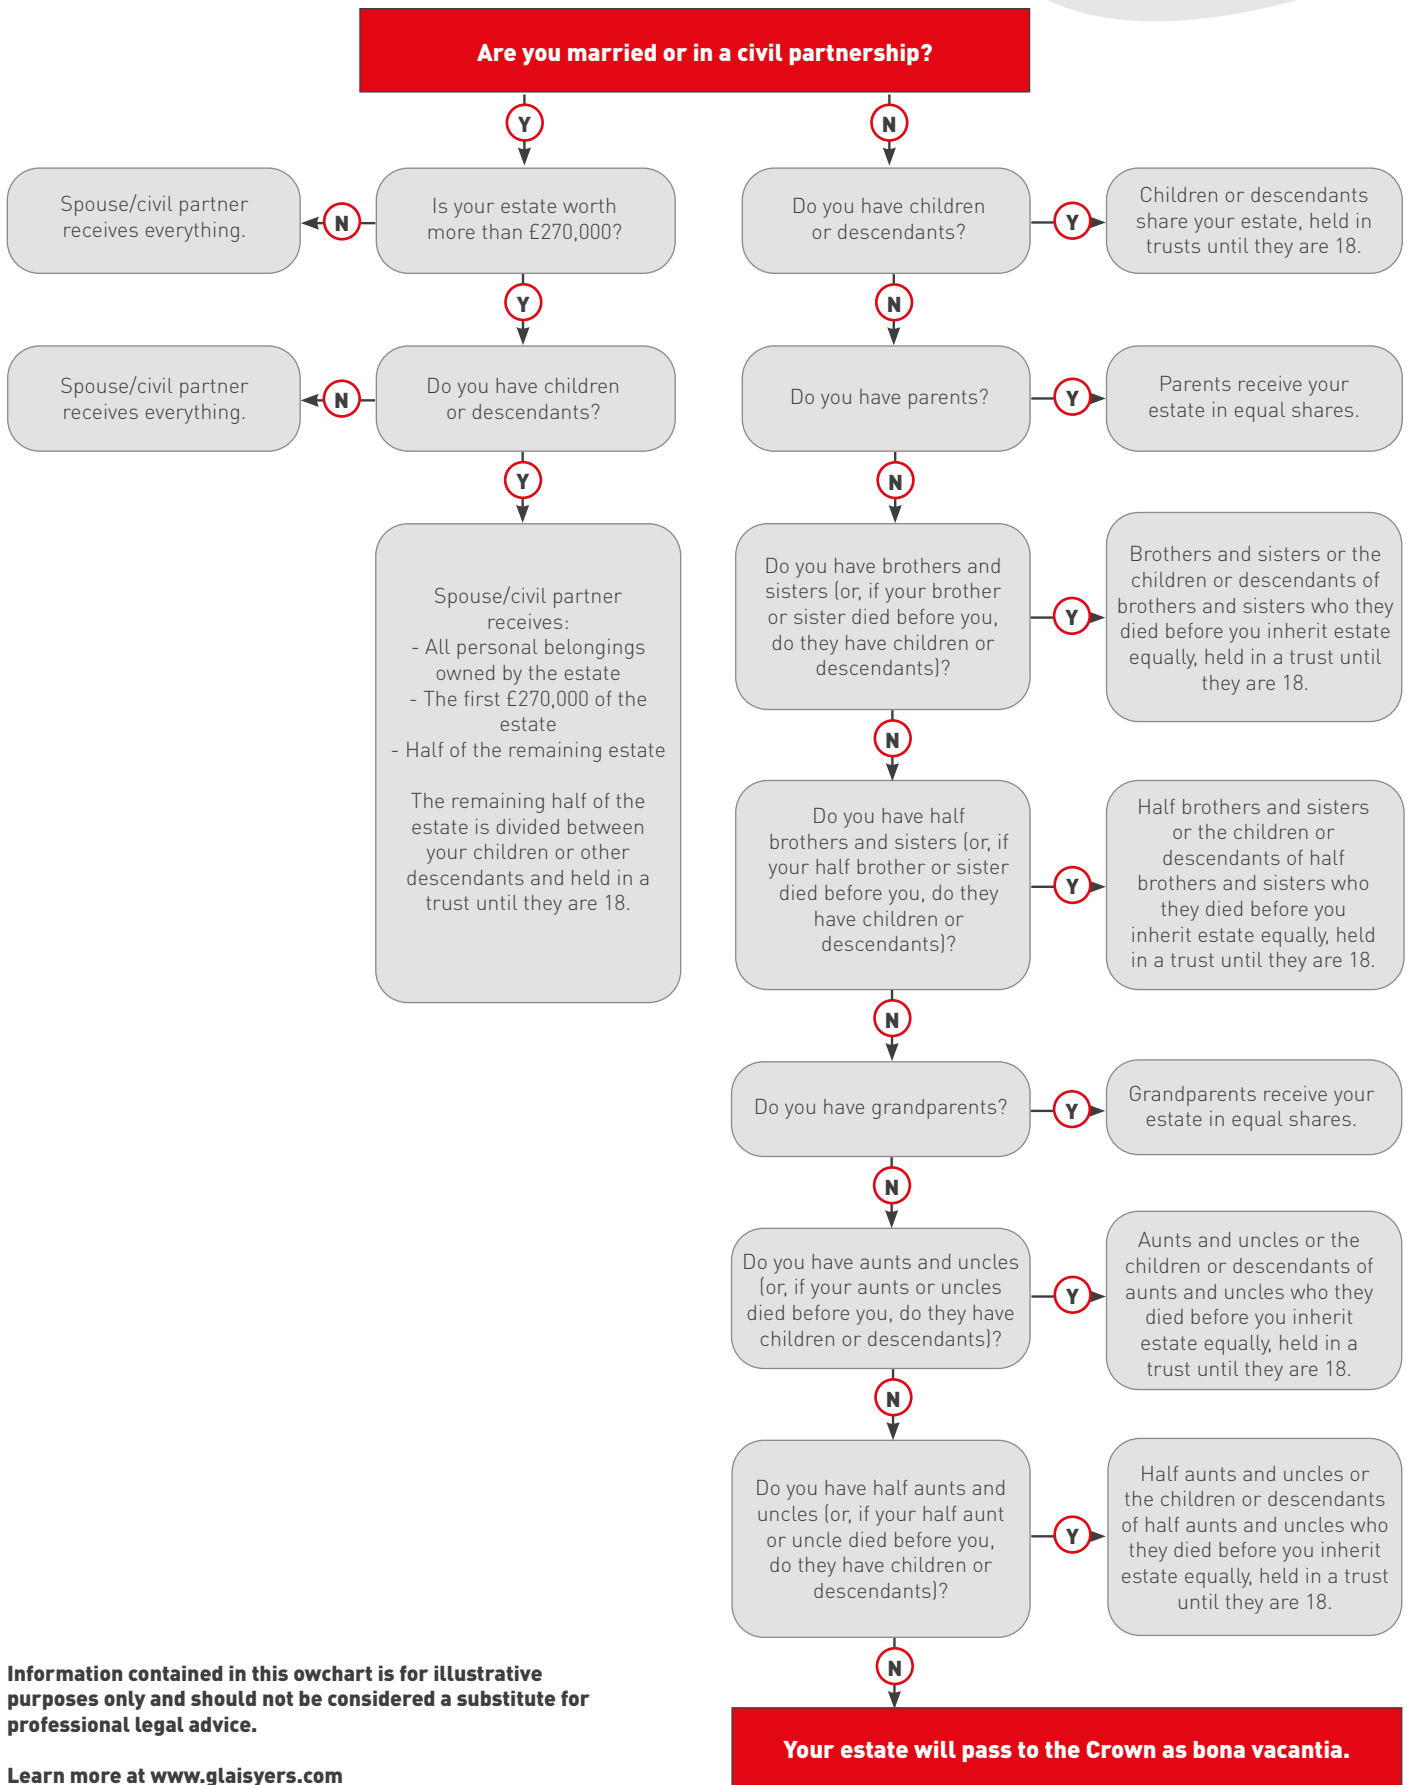 Are you married or in a civil partnership?
Y
N
Spouse/civil partner
receives everything.
N
Is your estate worth
more than £270,000?
Do you have children
or descendants?
Y
Children or descendants
share your estate, held in
trusts until they are 18.
Y
N
Spouse/civil partner
receives everything.
N
Do you have children
or descendants?
Do you have parents?
Y
Parents receive your
estate in equal shares.
Y
N
Spouse/civil partner
receives:
- All personal belongings
owned by the estate
- The first £270,000 of the
estate
- Half of the remaining estate
The remaining half of the
estate is divided between
your children or other
descendants and held in a
trust until they are 18.
Do you have brothers and
sisters (or, if your brother
or sister died before you,
do they have children or
descendants)?
Y
Brothers and sisters or the
children or descendants of
brothers and sisters who they
died before you inherit estate
equally, held in a trust until
they are 18.
N
Do you have half
brothers and sisters (or, if
your half brother or sister
died before you, do they
have children or
descendants)?
Y
Half brothers and sisters
or the children or
descendants of half
brothers and sisters who
they died before you
inherit estate equally, held
in a trust until they are 18.
N
Do you have grandparents?
Y
Grandparents receive your
estate in equal shares.
N
Do you have aunts and uncles
(or, if your aunts or uncles
died before you, do they have
children or descendants)?
Y
Aunts and uncles or the
children or descendants of
aunts and uncles who they
died before you inherit
estate equally, held in a
trust until they are 18.
N
Do you have half aunts and
uncles (or, if your half aunt
or uncle died before you,
do they have children or
descendants)?
Y
Half aunts and uncles or
the children or descendants
of half aunts and uncles who
they died before you inherit
estate equally, held in a trust
until they are 18.
N
Your estate will pass to the Crown as bona vacantia.
Information contained in this owchart is for illustrative
purposes only and should not be considered a substitute for
professional legal advice.
Learn more at www.glaisyers.com